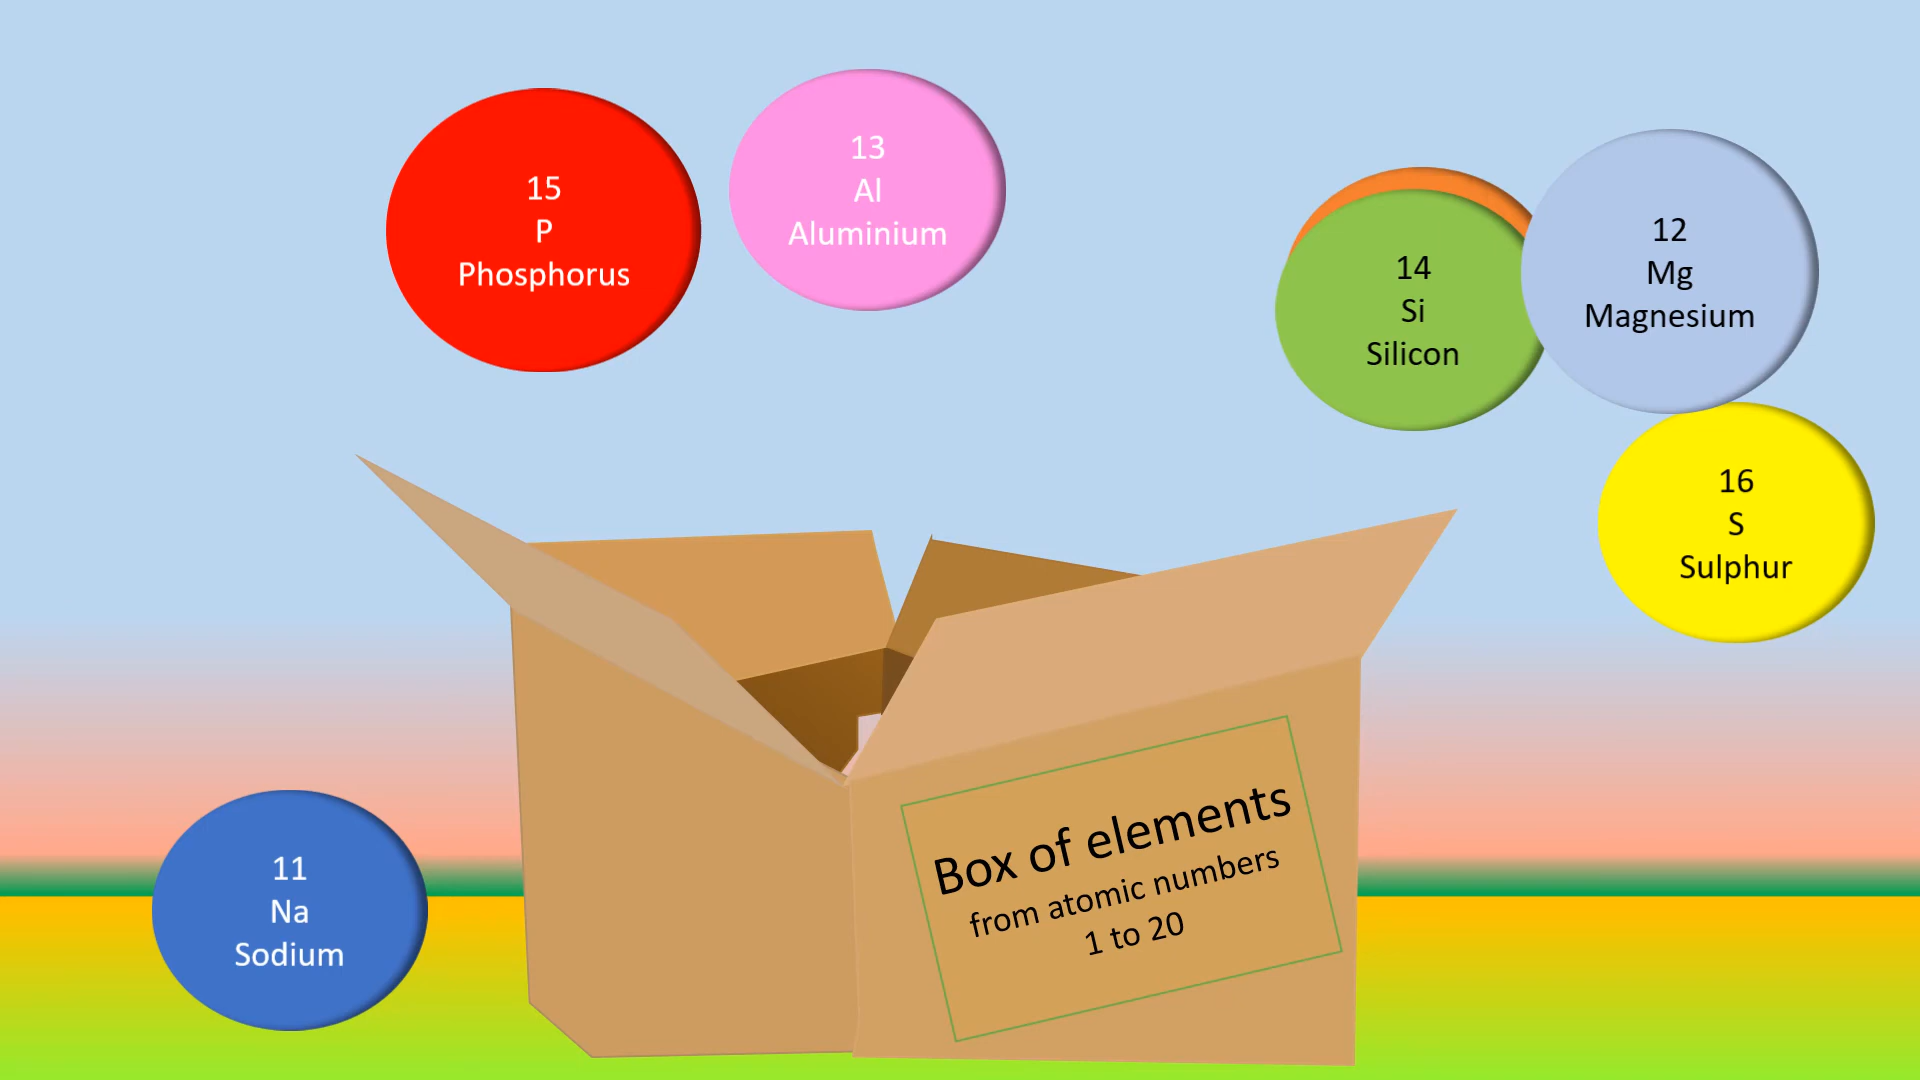 15
P
Phosphorus
13
Al
Aluminium
14
Si
Silicon
12
Mg
Magnesium
16
S
Sulphur
11
Na
Sodium
Box of elements
from atomic numbers
1 to 20